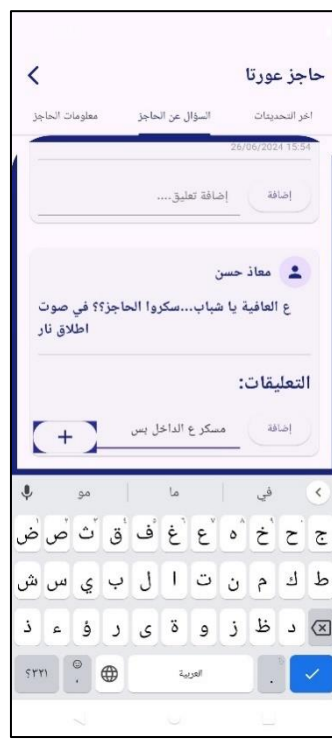 حاجز عورتا
اخر التحديثات السؤال عن الحاجز معلومات الحاجز
26/06/2024 15:54
إضافة إضافة تعليق ....
معاذ حسن
ع العافية يا شباب...سكروا الحاجز؟؟ في صوت
اطلاق نار
التعليقات:
إضافة مسكر ع الداخل بس
+
في ما مو
ج ح خ ه ع غ ف ق ث ص ض
ط ك م ن ت ا ل ب ي س ش
د ظ ز و ة ى ر ؤ ء ذ
. العربية ، ٣٢١؟